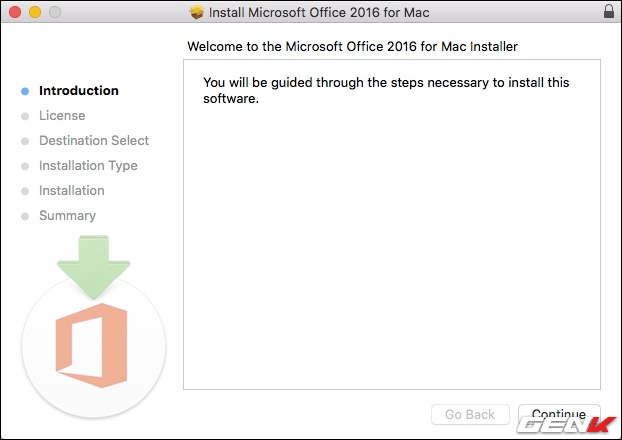 Install Microsoft Office 2016 for Mac
Welcome to the Microsoft Office 2016 for Mac Installer
Introduction
License
Destination Select
Installation Type
Installation
Summary
You will be guided through the steps necessary to install this
software.
Go Back
Continue
GENK